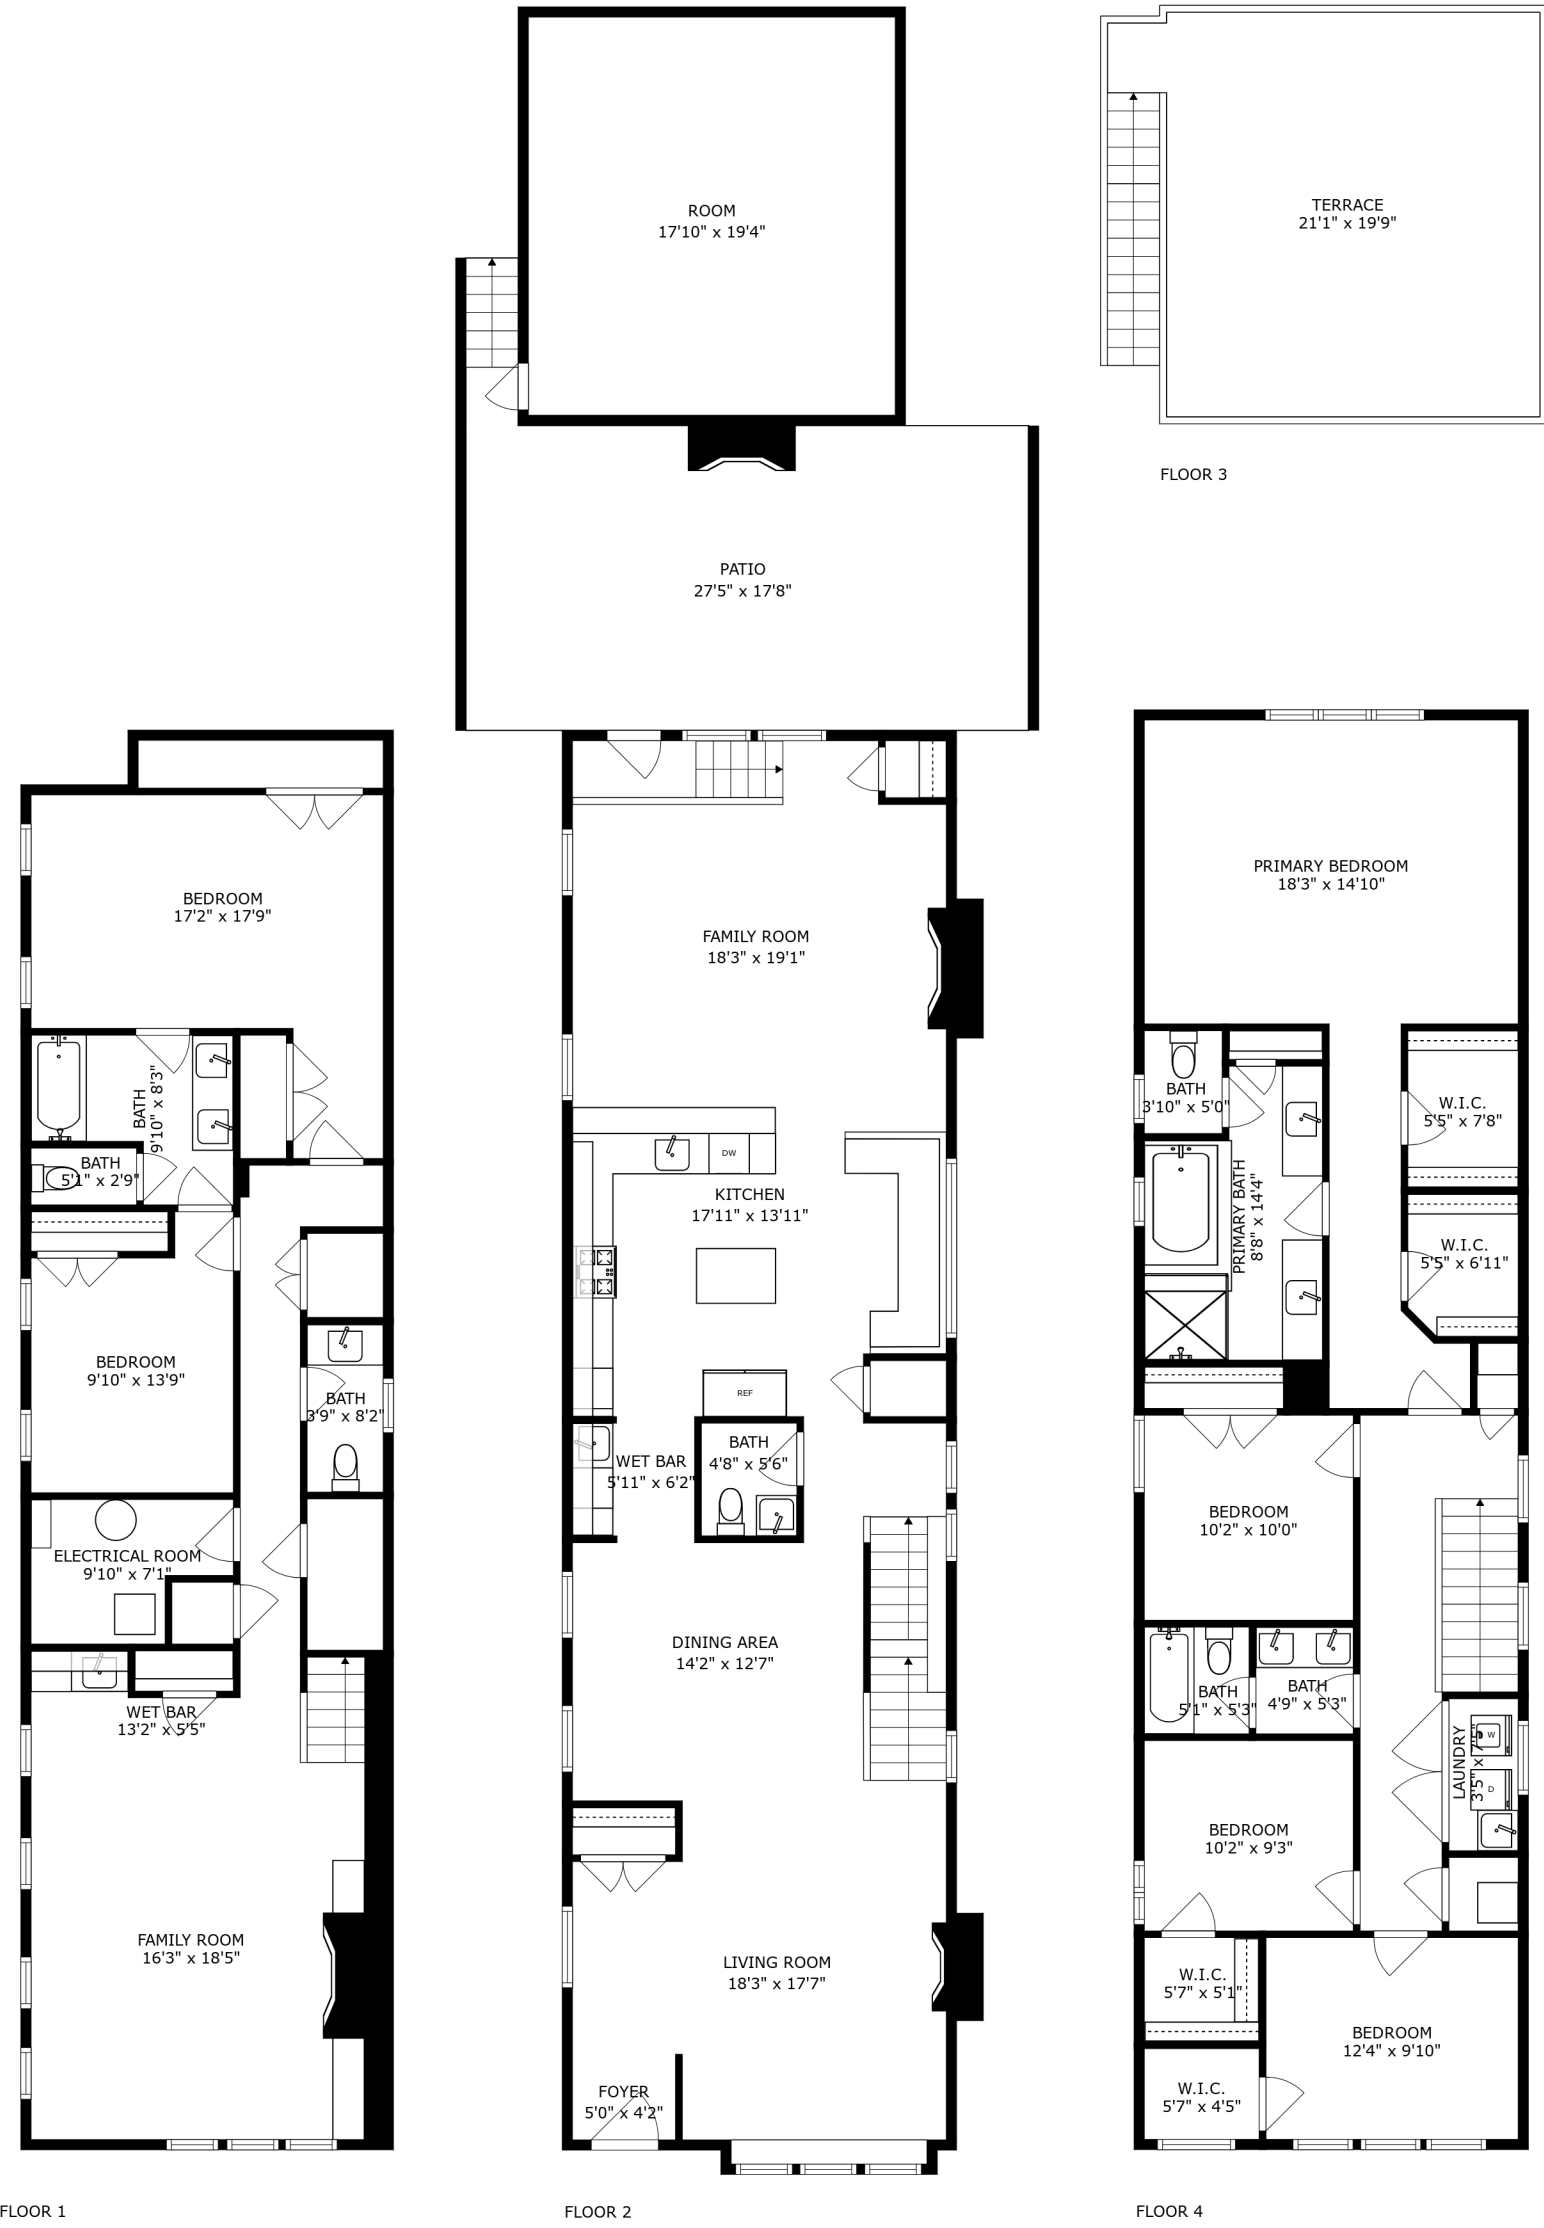 ROOM
17'10" x 19'4"
PATIO
27'5" x 17'8"
TERRACE
21'1" x 19'9"
FLOOR 3
BEDROOM
17'2" x 17'9"
BATH
9'10" x 8'3"
BATH
5'1" x 2'9"
BEDROOM
9'10" x 13'9"
BATH
3'9" x 8'2"
ELECTRICAL ROOM
9'10" x 7'1"
WET BAR
13'2" x 5'5"
FAMILY ROOM
16'3" x 18'5"
FLOOR 1
FAMILY ROOM
18'3" x 19'1"
DW
KITCHEN
17'11" x 13'11"
REF
WET BAR
5'11" x 6'2"
BATH
4'8" x 5'6"
DINING AREA
14'2" x 12'7"
LIVING ROOM
18'3" x 17'7"
FOYER
5'0" x 4'2"
FLOOR 2
PRIMARY BEDROOM
18'3" x 14'10"
BATH
3'10" x 5'0"
W.I.C.
5'5" x 7'8"
PRIMARY BATH
8'8" x 14'4"
W.I.C.
5'5" x 6'11"
BEDROOM
10'2" x 10'0"
BATH
5'1" x 5'3"
BATH
4'9" x 5'3"
LAUNDRY
3'5" x 7'5"
W
D
BEDROOM
10'2" x 9'3"
W.I.C.
5'7" x 5'1"
BEDROOM
12'4" x 9'10"
W.I.C.
5'7" x 4'5"
FLOOR 4